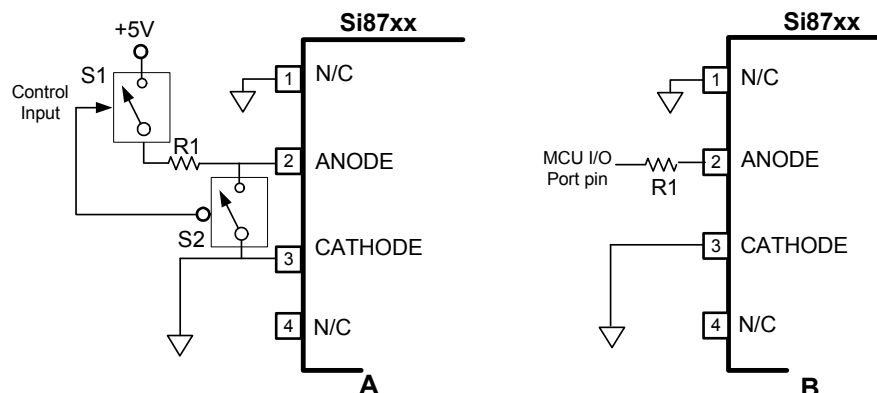 Si87xx
+5V
S1
Control
Input
R1
S2
1
N/C
2
ANODE
3
CATHODE
4
N/C
A
Si87xx
MCU I/O
Port pin
R1
1
N/C
2
ANODE
3
CATHODE
4
N/C
B